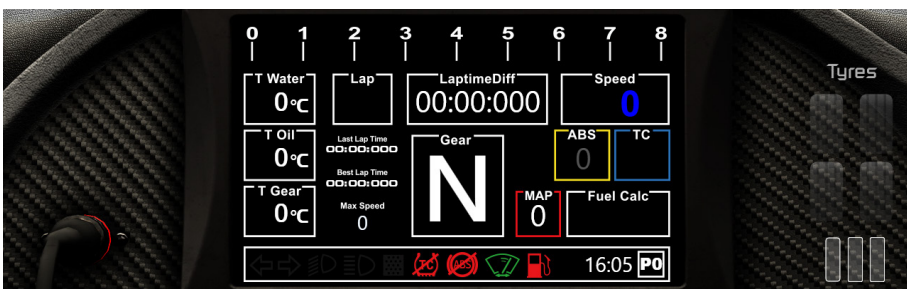 0 1 2 3 4 5 6 7 8
T Water Lap LaptimeDiff Speed
0°C 00:00:000 0
Tyres
T Oil Last Lap Time Gear ABS TC
0°C 00:00:000 N 0
Best Lap Time
00:00:000
T Gear Max Speed MAP Fuel Calc
0°C 0 0
TC ABS 16:05 P0